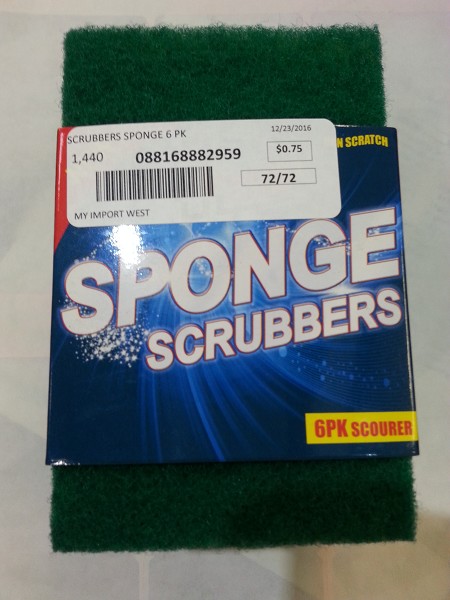 SCRUBBERS SPONGE 6 PK
12/23/2016
1,440
088168882959
$0.75
72/72
MY IMPORT WEST
N SCRATCH
SPONGE
SCRUBBERS
6PK SCOURER